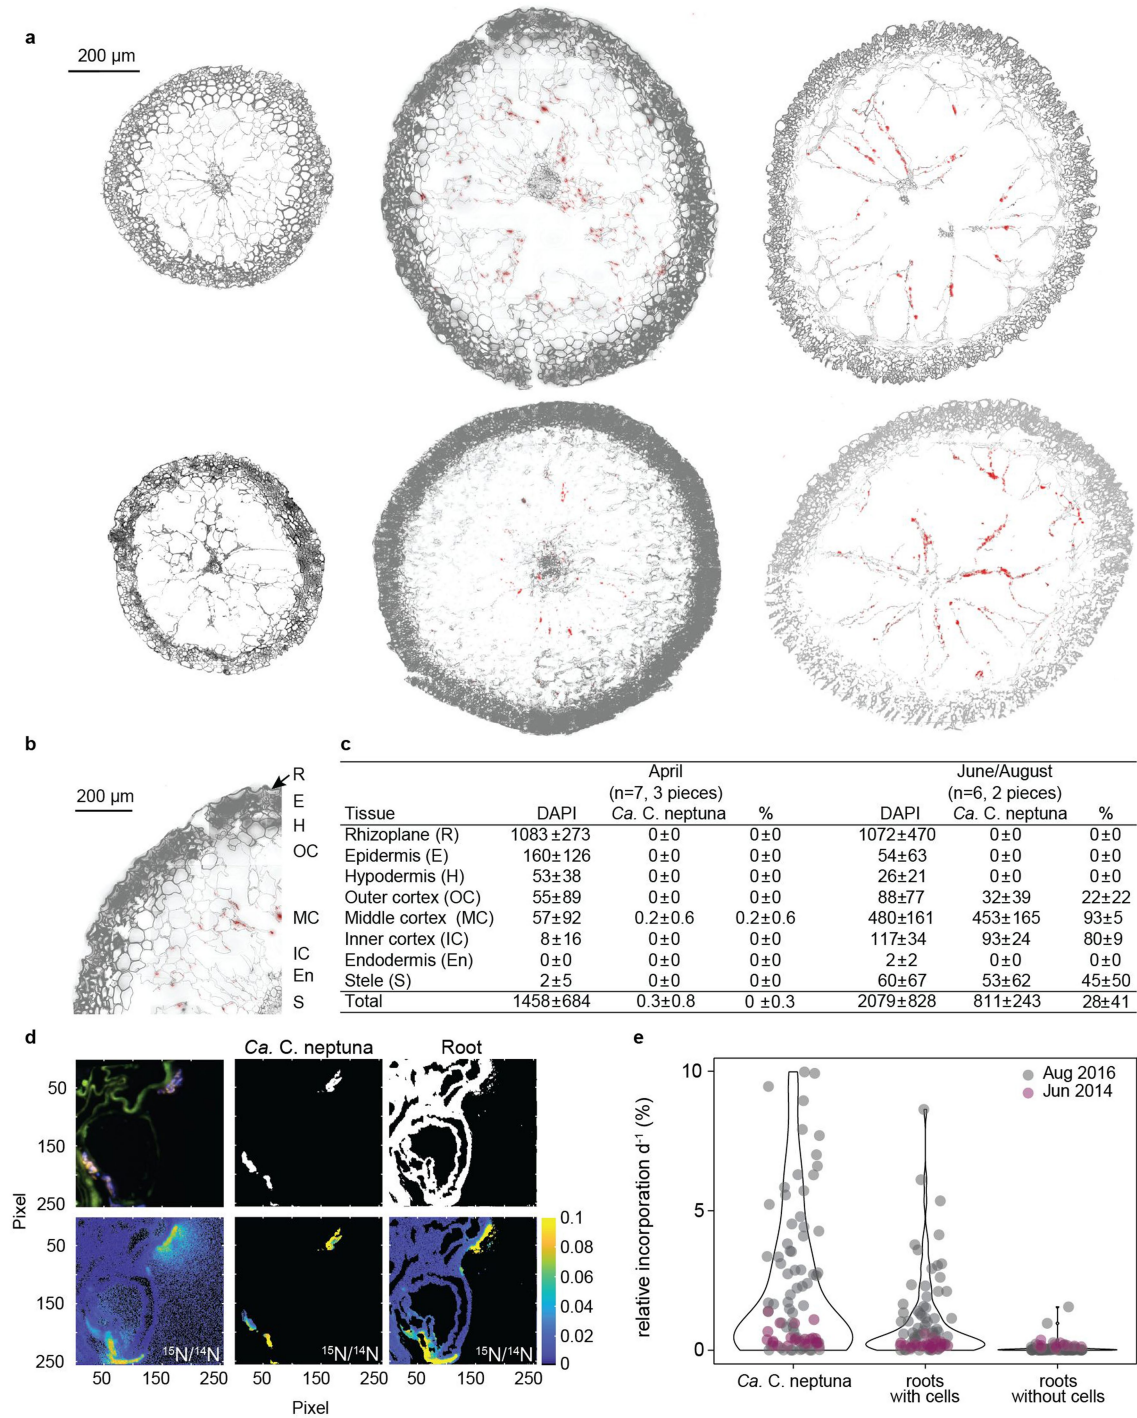 a
200 µm
b
200 µm
R
E
H
OC
MC
IC
En
S
c
April June/August
(n=7, 3 pieces) (n=6, 2 pieces)
Tissue DAPI Ca. C. neptuna % DAPI Ca. C. neptuna %
Rhizoplane (R) 1083±273 0±0 0±0 1072±470 0±0 0±0
Epidermis (E) 160±126 0±0 0±0 54±63 0±0 0±0
Hypodermis (H) 53±38 0±0 0±0 26±21 0±0 0±0
Outer cortex (OC) 55±89 0±0 0±0 88±77 32±39 22±22
Middle cortex (MC) 57±92 0.2±0.6 0.2±0.6 480±161 453±165 93±5
Inner cortex (IC) 8±16 0±0 0±0 117±34 93±24 80±9
Endodermis (En) 0±0 0±0 0±0 2±2 0±0 0±0
Stele (S) 2±5 0±0 0±0 60±67 53±62 45±50
Total 1458±684 0.3±0.8 0 ±0.3 2079±828 811±243 28±41
d
Ca. C. neptuna Root
50
150
250
Pixel
50
150
250
¹⁵N/¹⁴N ¹⁵N/¹⁴N ¹⁵N/¹⁴N
0.1
0.08
0.06
0.04
0.02
0
50 150 250 50 150 250 50 150 250
Pixel
e
relative incorporation d⁻¹ (%)
10
5
0
Aug 2016
Jun 2014
Ca. C. neptuna roots with cells roots without cells